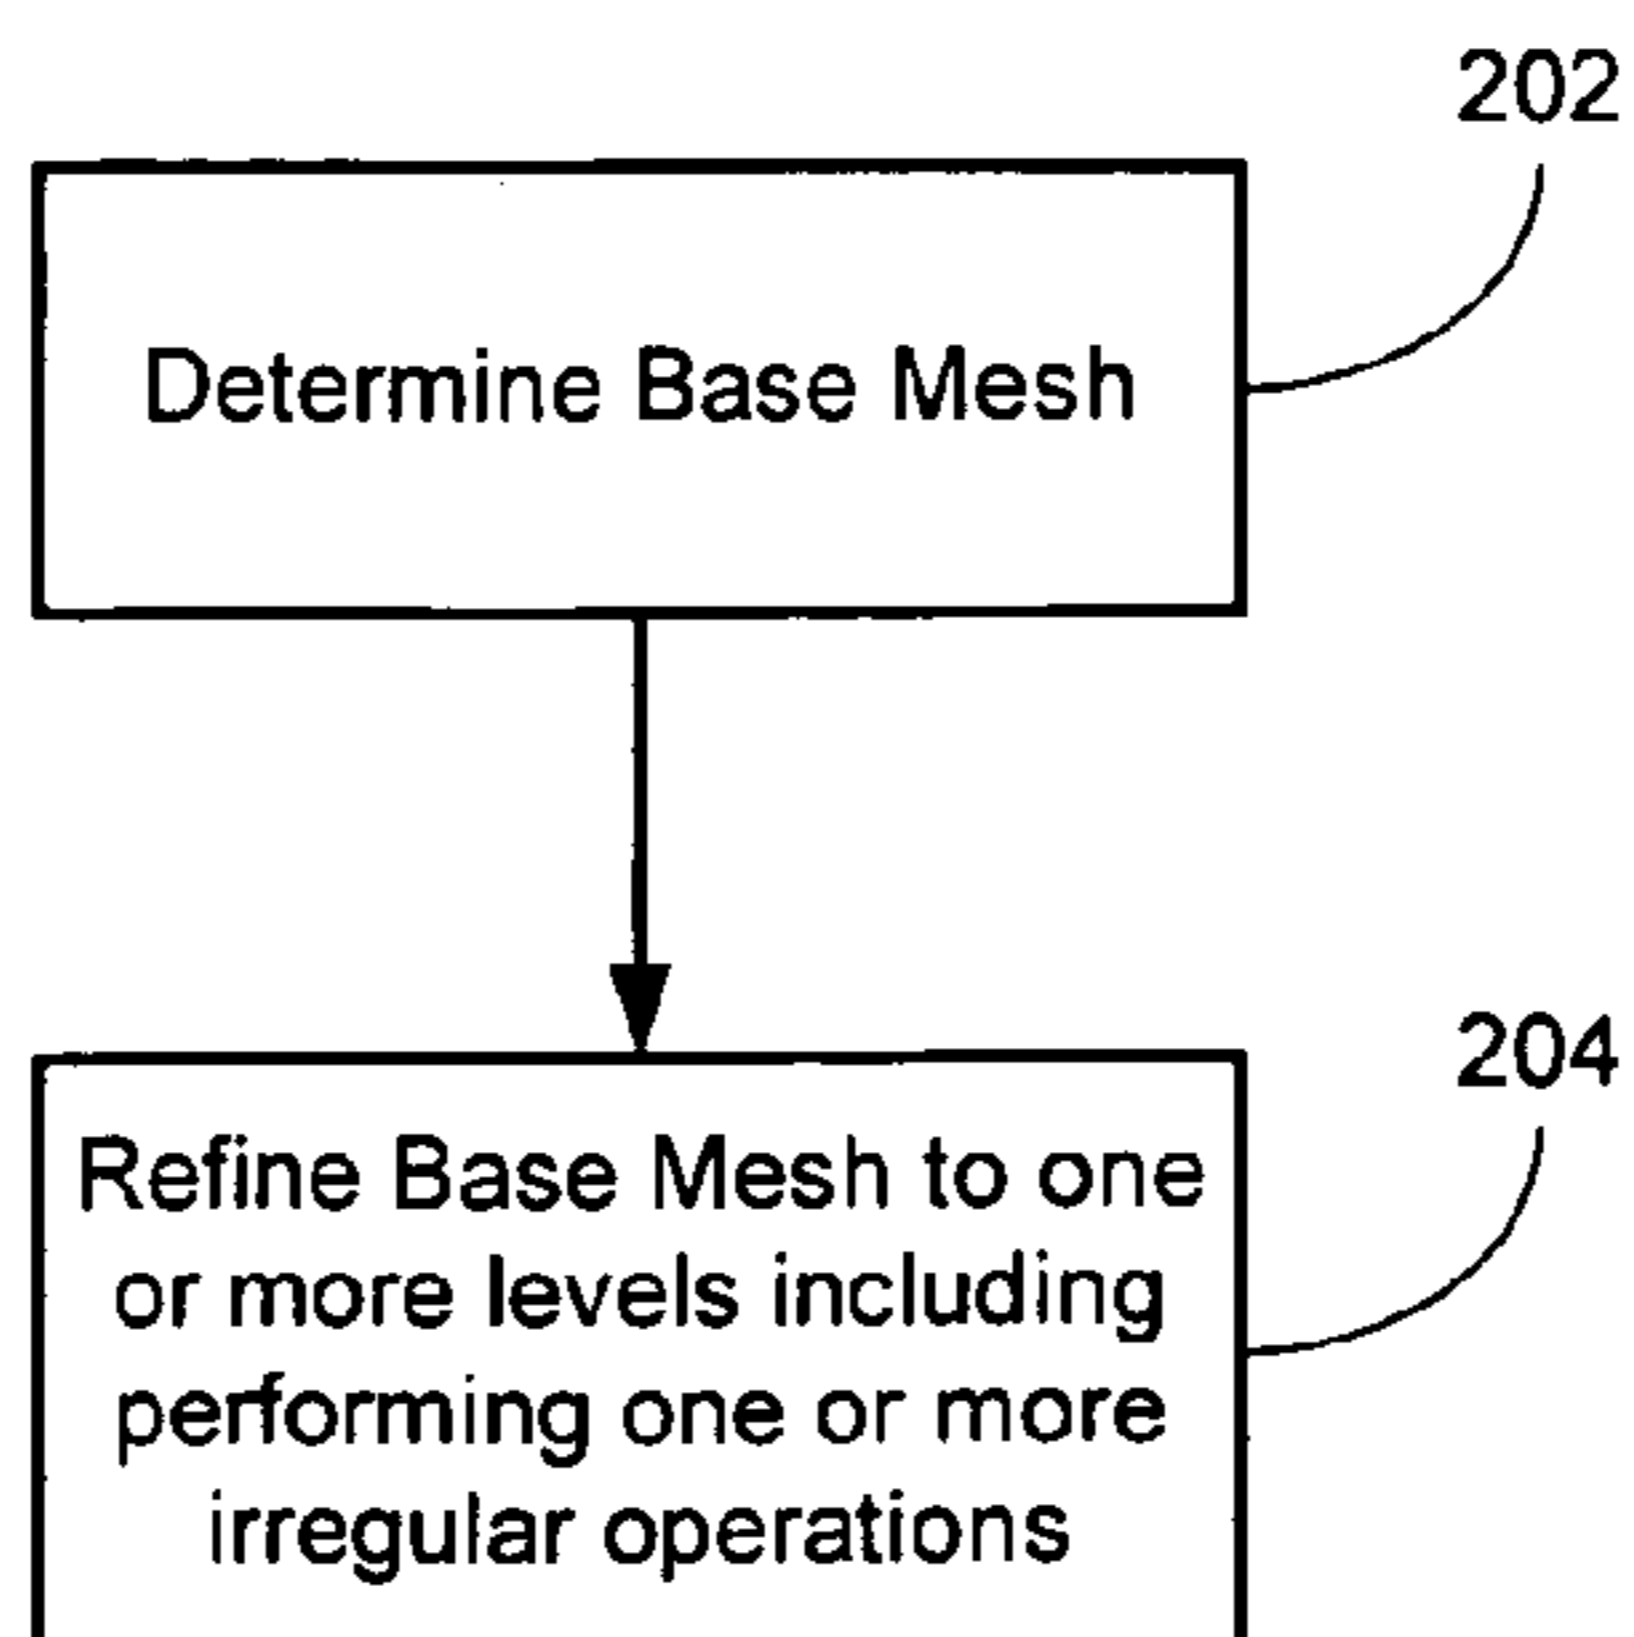 202
Determine Base Mesh
204
Refine Base Mesh to one
or more levels including
performing one or more
irregular operations